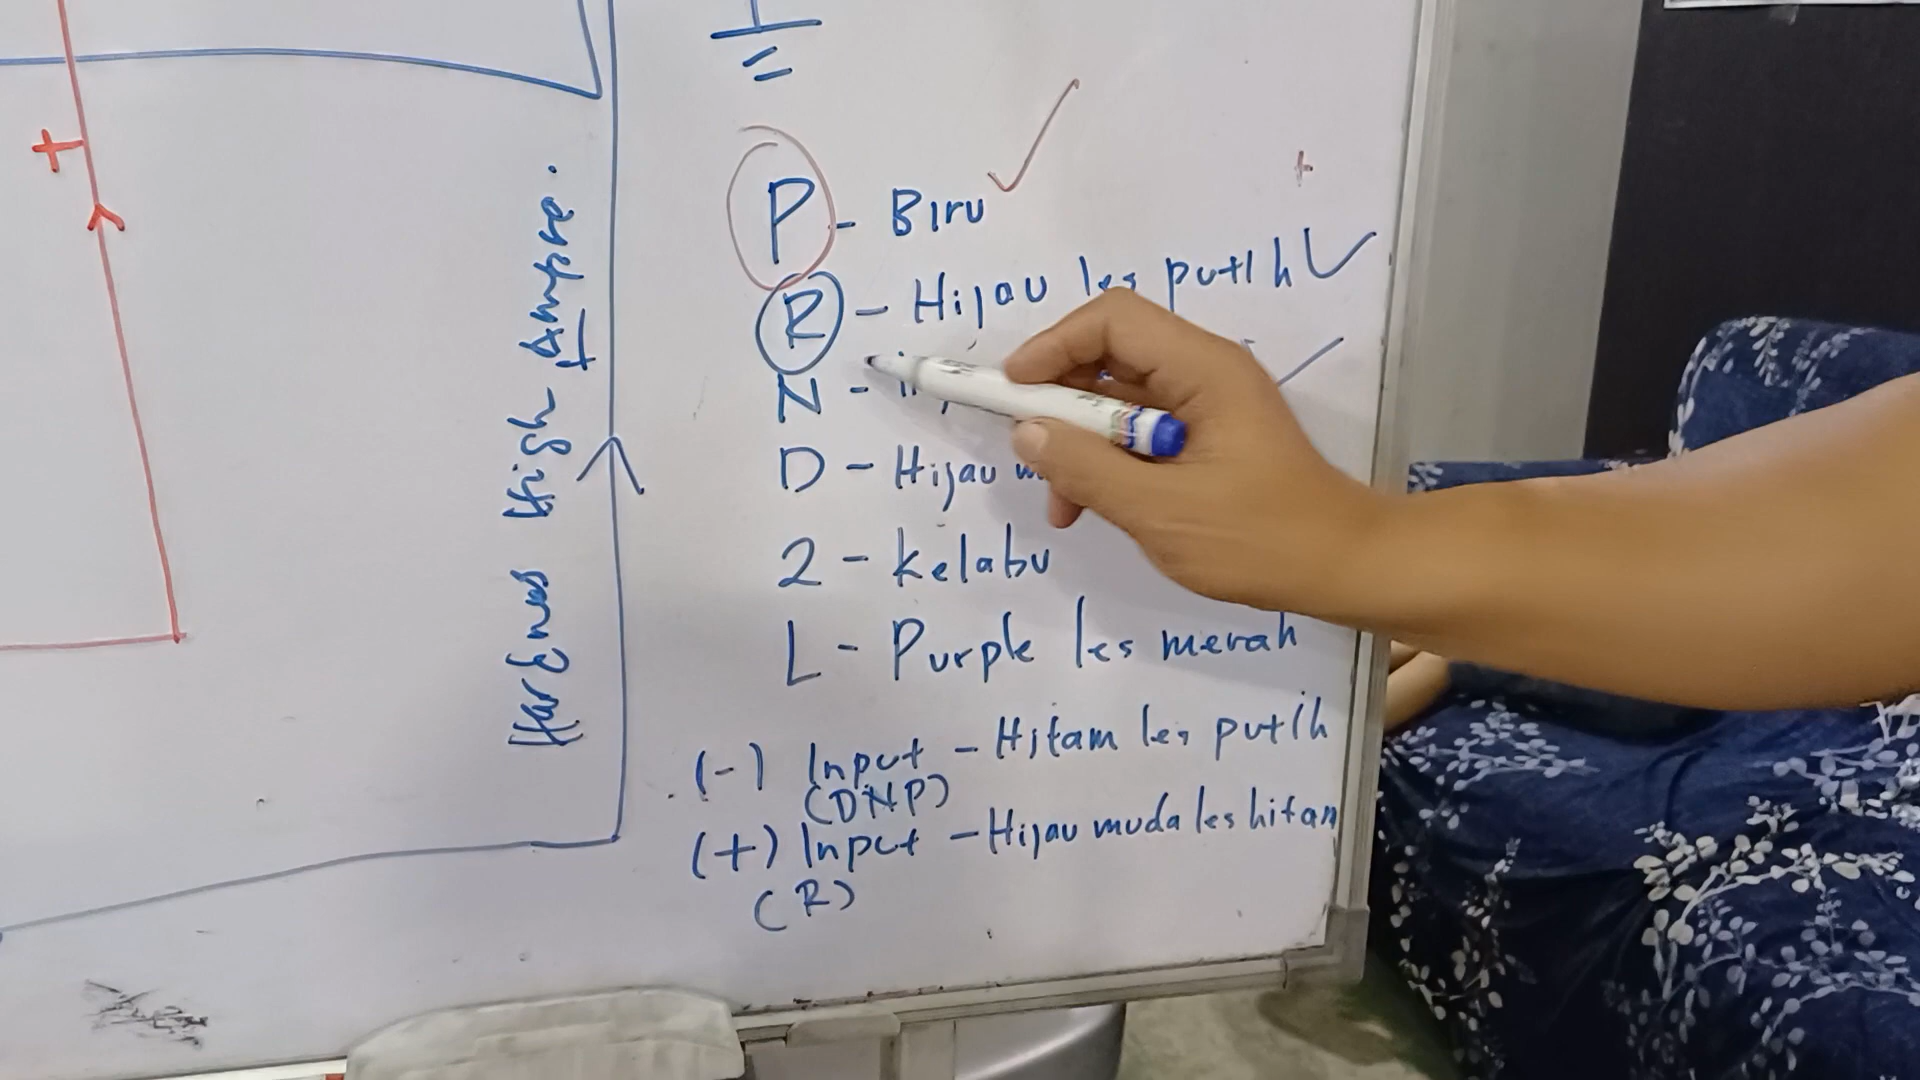 Harness High Ampere.
P - Biru
R - Hijau les putih
N -
D - Hijau
2 - Kelabu
L - Purple les merah
(-) Input - Hitam les putih
(DNP)
(+) Input - Hijau muda les hitam
(R)
+
+